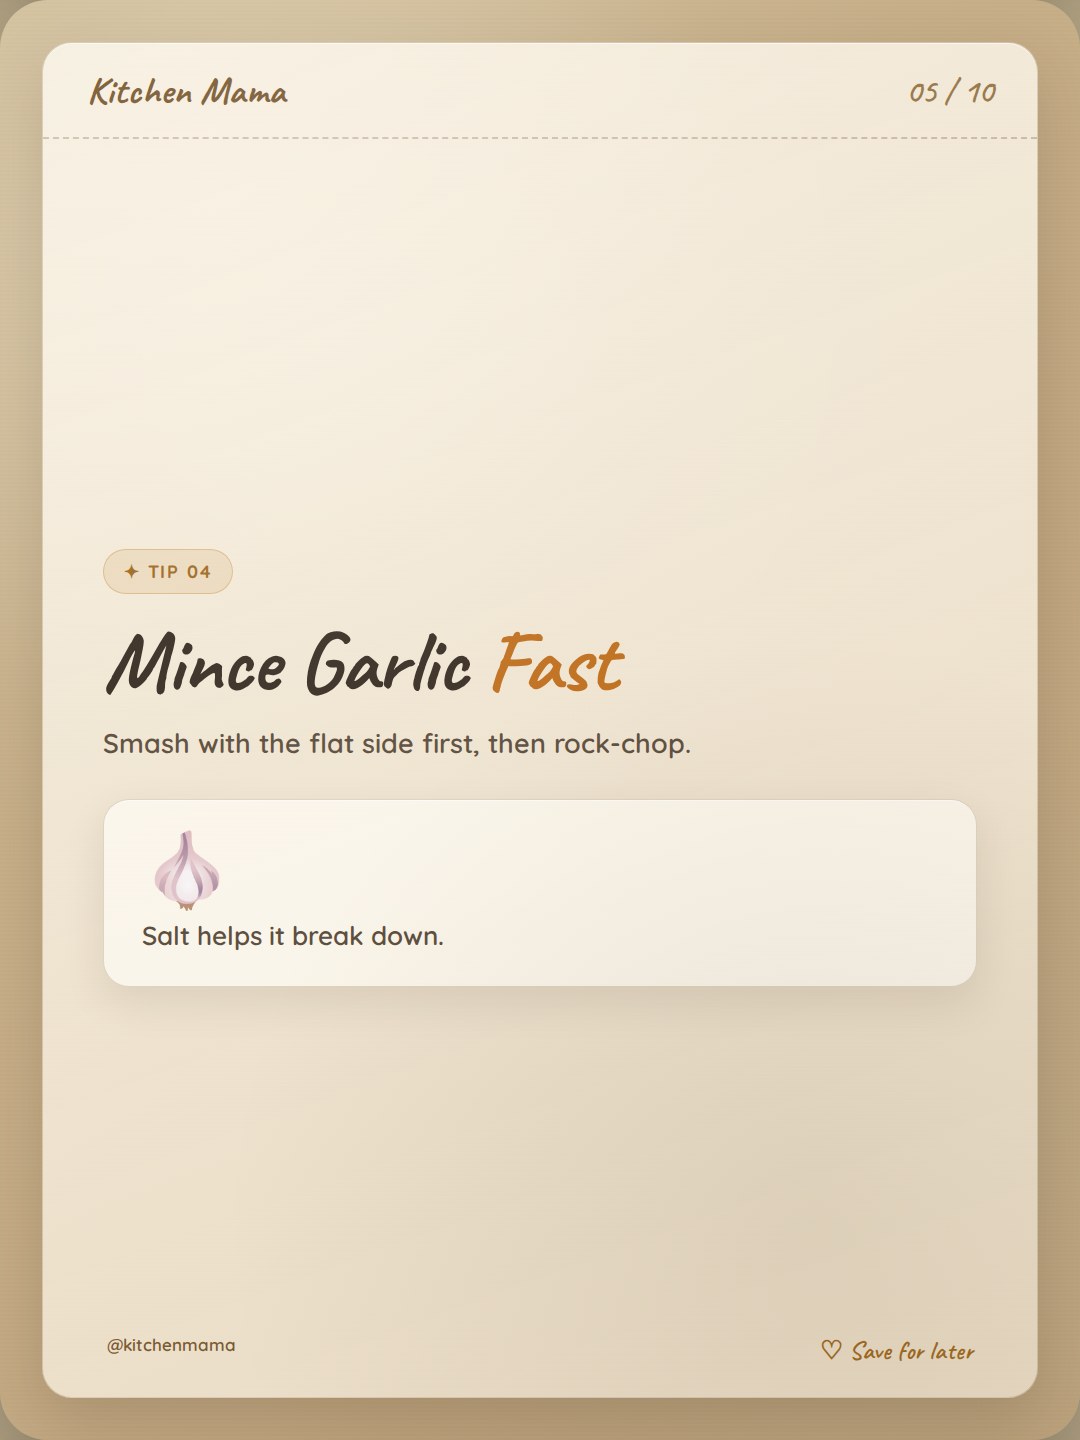 Kitchen Mama
05 / 10
✦ TIP 04
Mince Garlic Fast
Smash with the flat side first, then rock-chop.
Salt helps it break down.
@kitchenmama
♡ Save for later